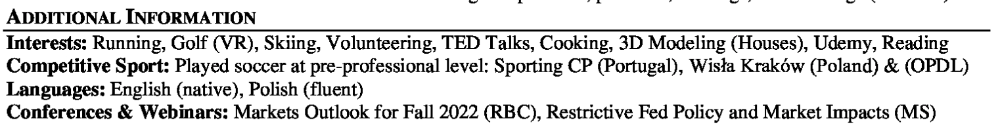 ADDITIONAL INFORMATION
Interests: Running, Golf (VR), Skiing, Volunteering, TED Talks, Cooking, 3D Modeling (Houses), Udemy, Reading
Competitive Sport: Played soccer at pre-professional level: Sporting CP (Portugal), Wisła Kraków (Poland) & (OPDL)
Languages: English (native), Polish (fluent)
Conferences & Webinars: Markets Outlook for Fall 2022 (RBC), Restrictive Fed Policy and Market Impacts (MS)